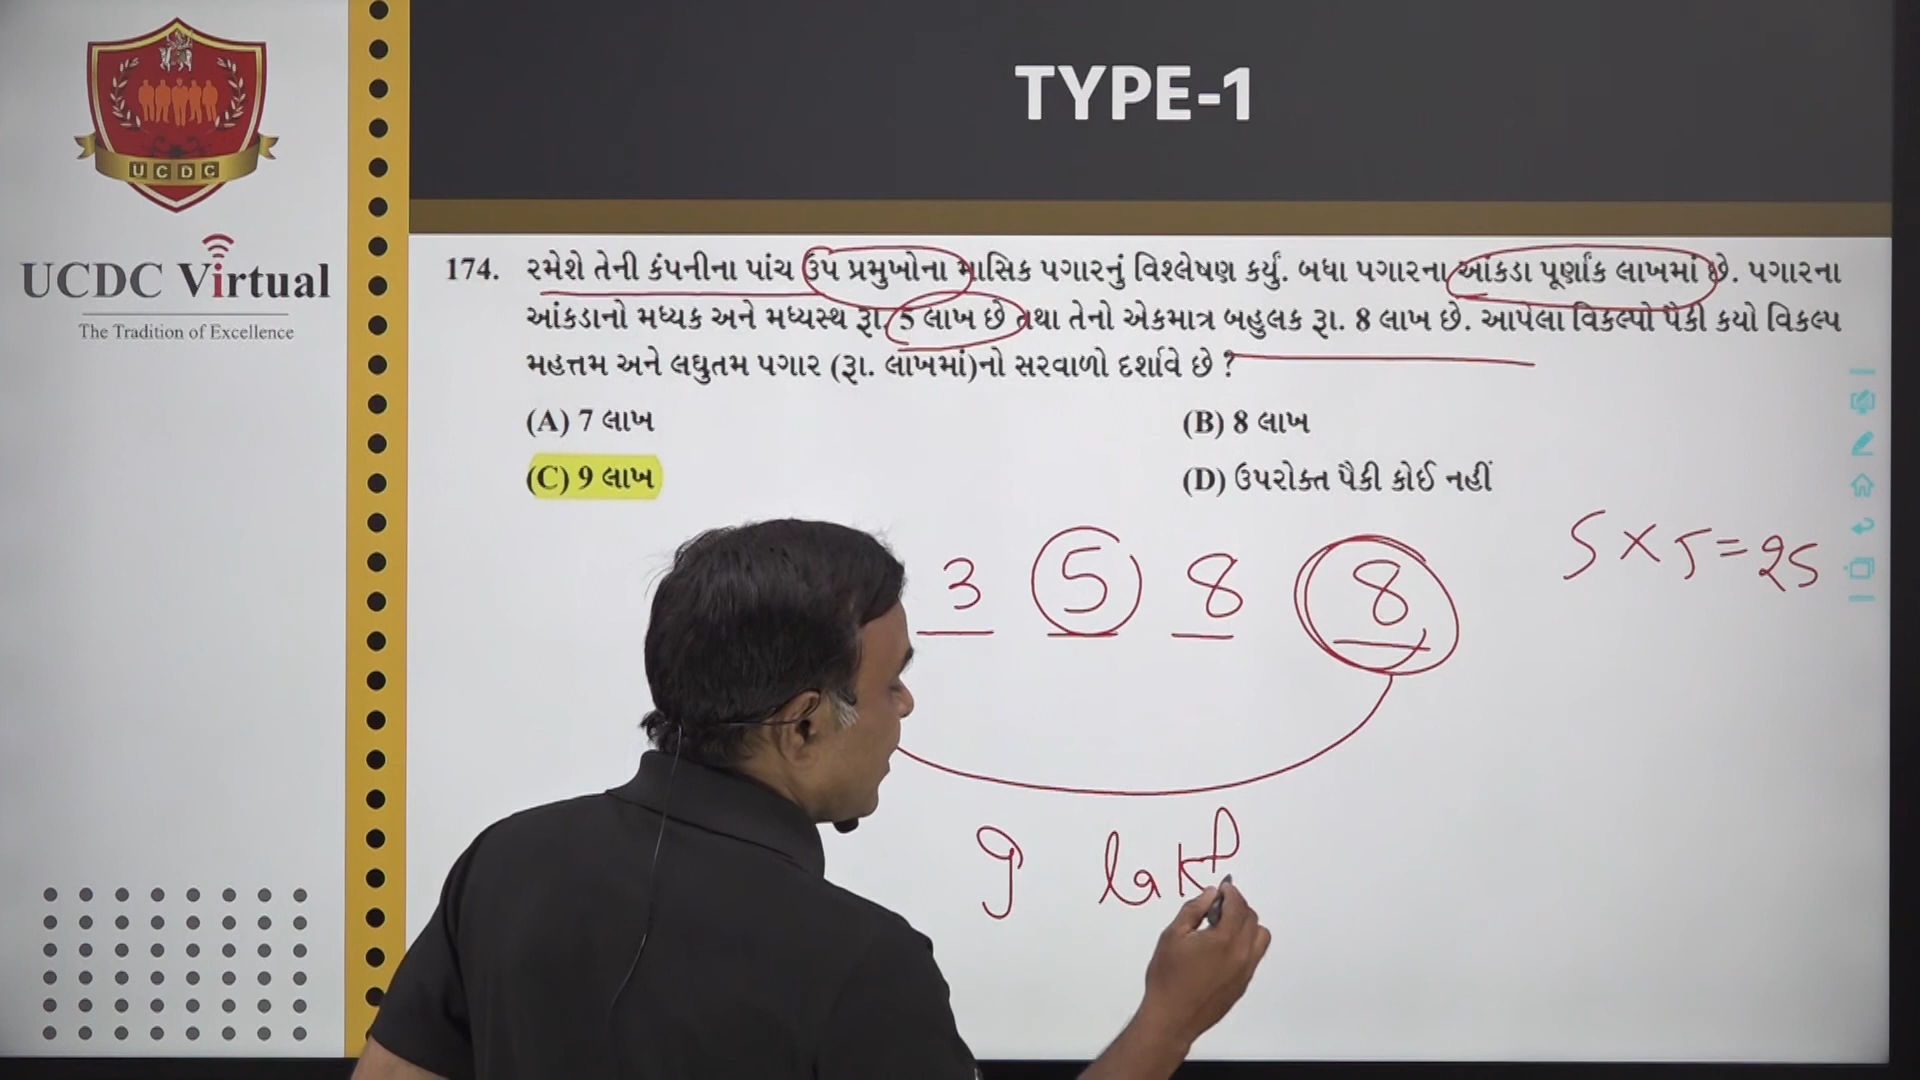 UCDC
UCDC Virtual
The Tradition of Excellence
TYPE-1
174. રમેશે તેની કંપનીના પાંચ ઉપ પ્રમુખોના માસિક પગારનું વિશ્લેષણ કર્યું. બધા પગારના આંકડા પૂર્ણાંક લાખમાં છે. પગારના
આંકડાનો મધ્યક અને મધ્યસ્થ રૂા. 5 લાખ છે તથા તેનો એકમાત્ર બહુલક રૂા. 8 લાખ છે. આપેલા વિકલ્પો પૈકી કયો વિકલ્પ
મહત્તમ અને લઘુતમ પગાર (રૂા. લાખમાં)નો સરવાળો દર્શાવે છે ?
(A) 7 લાખ
(B) 8 લાખ
(C) 9 લાખ
(D) ઉપરોક્ત પૈકી કોઈ નહીં
5 × 5 = 25
3 5 8 8
9 lakh